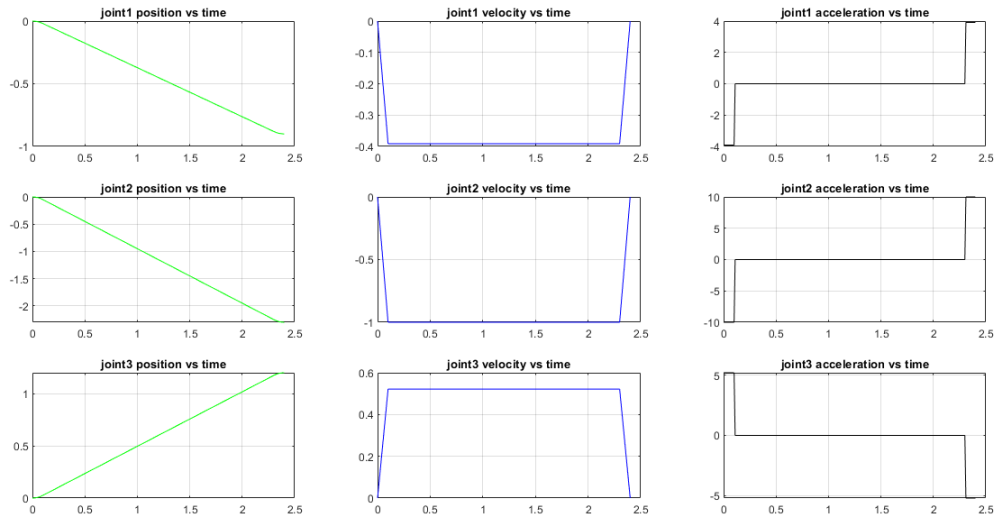 joint1 position vs time
0
-0.5
-1
0 0.5 1 1.5 2 2.5
joint1 velocity vs time
0
-0.1
-0.2
-0.3
-0.4
0 0.5 1 1.5 2 2.5
joint1 acceleration vs time
4
2
0
-2
-4
0 0.5 1 1.5 2 2.5
joint2 position vs time
0
-0.5
-1
-1.5
-2
0 0.5 1 1.5 2 2.5
joint2 velocity vs time
0
-0.5
-1
0 0.5 1 1.5 2 2.5
joint2 acceleration vs time
10
5
0
-5
-10
0 0.5 1 1.5 2 2.5
joint3 position vs time
1
0.5
0
0 0.5 1 1.5 2 2.5
joint3 velocity vs time
0.6
0.4
0.2
0
0 0.5 1 1.5 2 2.5
joint3 acceleration vs time
5
0
-5
0 0.5 1 1.5 2 2.5